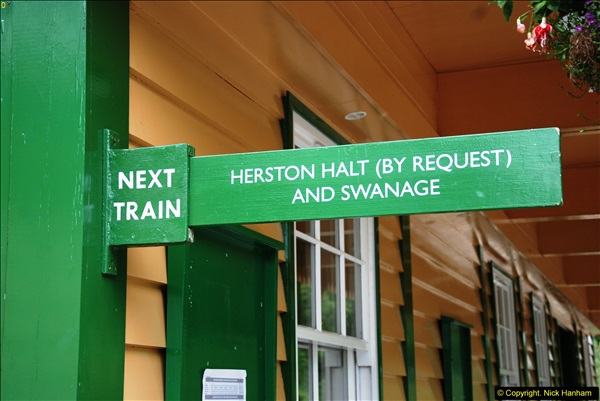 NEXT
TRAIN
HERSTON HALT (BY REQUEST)
AND SWANAGE
Copyright. Nick Hanham